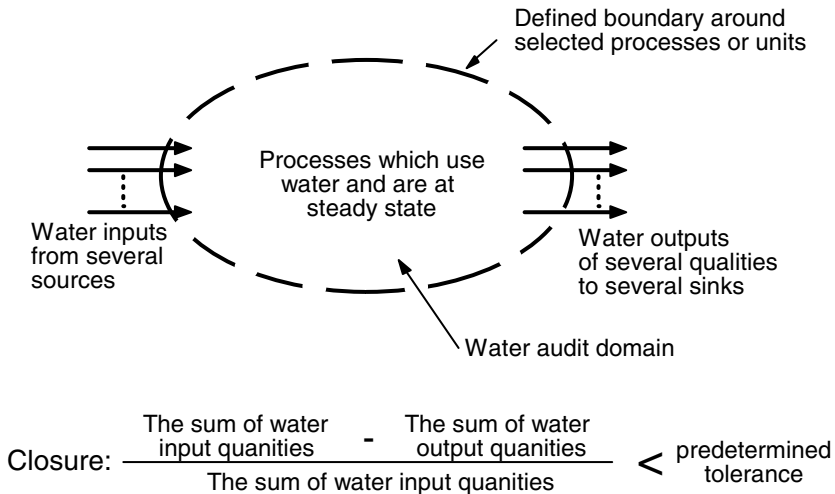 Defined boundary around
selected processes or units
Processes which use
water and are at
steady state
Water inputs
from several
sources
Water outputs
of several qualities
to several sinks
Water audit domain
Closure:
The sum of water
input quanities
-
The sum of water
output quanities
The sum of water input quanities
<
predetermined
tolerance